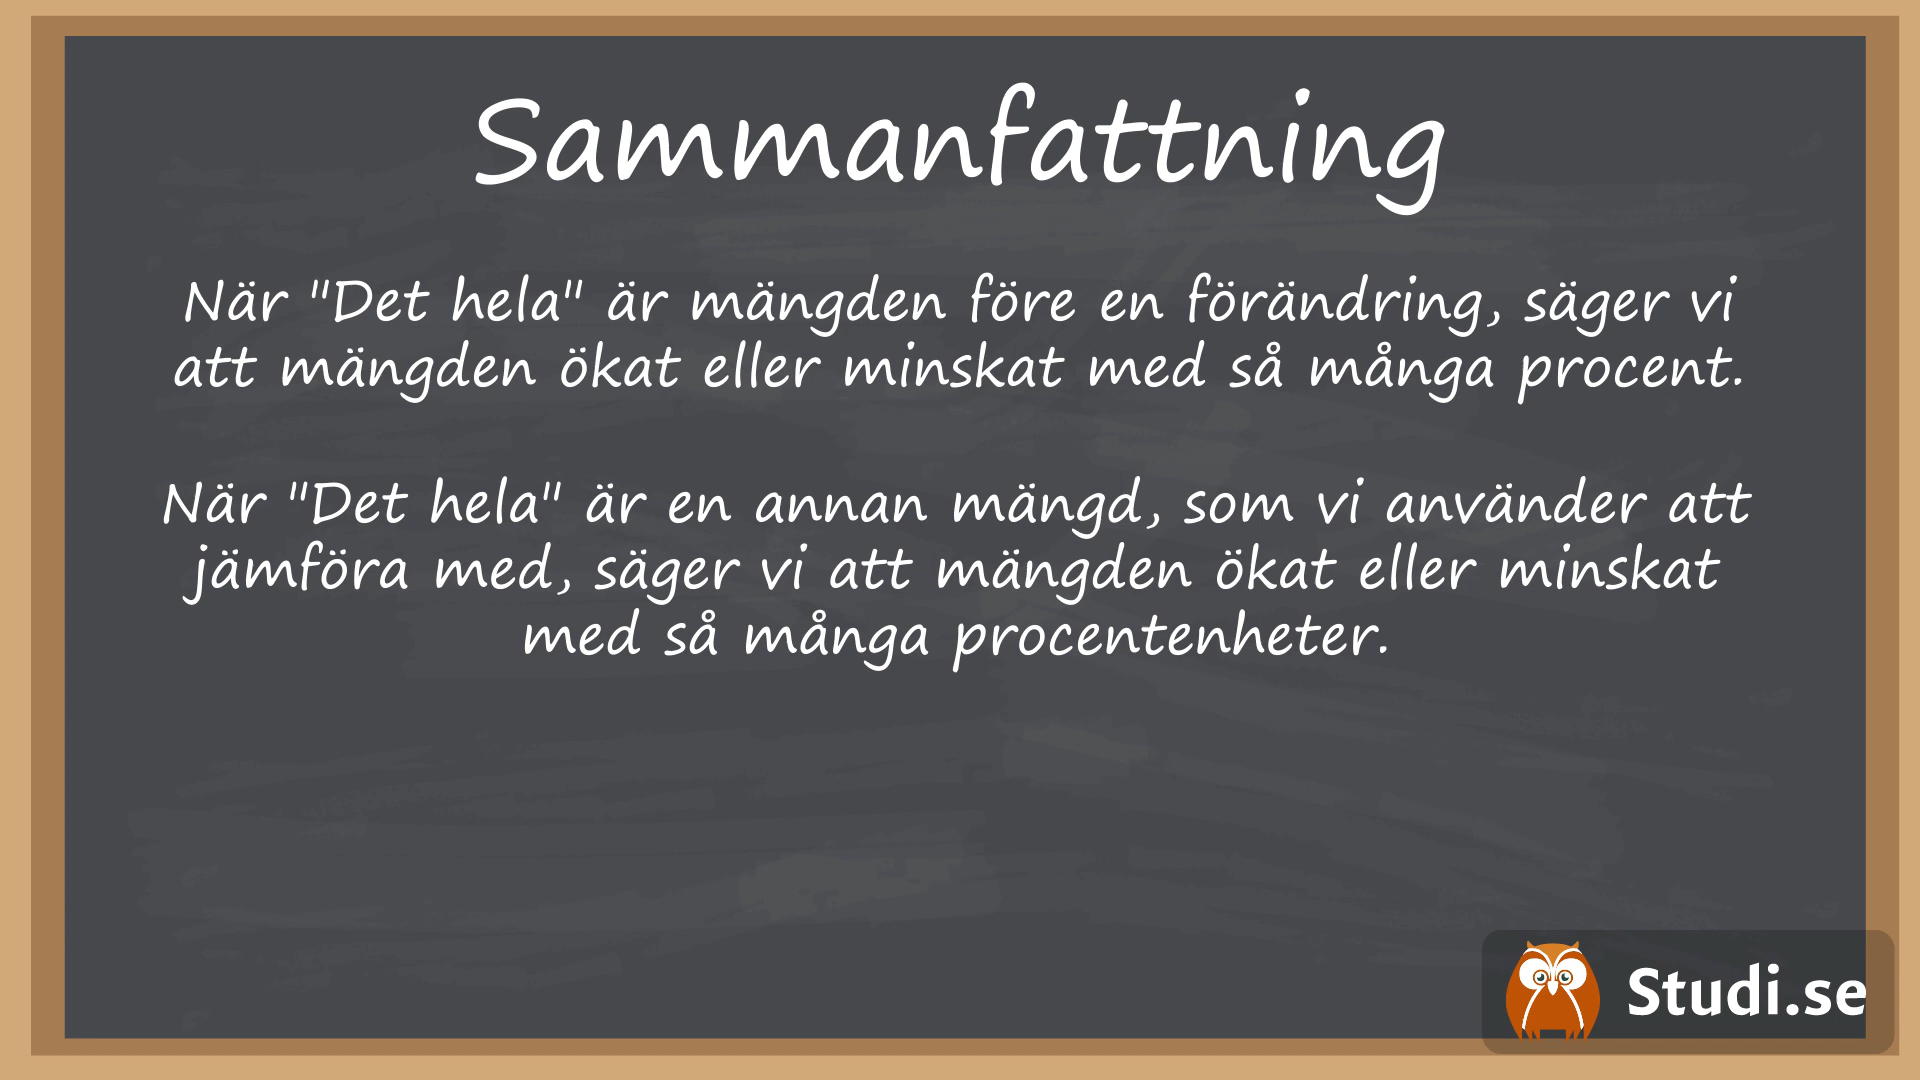 Sammanfattning
När "Det hela" är mängden före en förändring, säger vi
att mängden ökat eller minskat med så många procent.
När "Det hela" är en annan mängd, som vi använder att
jämföra med, säger vi att mängden ökat eller minskat
med så många procentenheter.
Studi.se